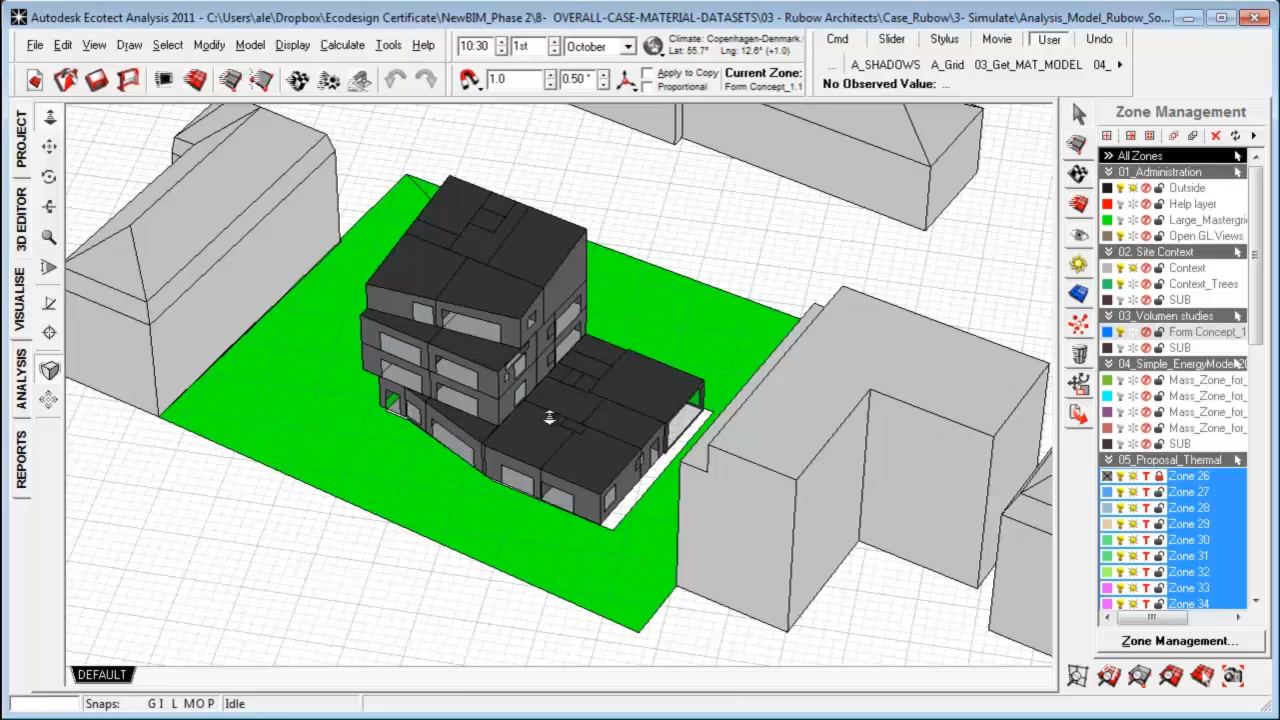 Autodesk Ecotect Analysis 2011 - C:\Users\ale\Dropbox\Ecodesign Certificate\NewBIM_Phase 2\8- OVERALL-CASE-MATERIAL-DATASETS\03 - Rubow Architects\Case_Rubow\3- Simulate\Analysis_Model_Rubow_So...
File Edit View Draw Select Modify Model Display Calculate Tools Help
10:30 1st October
Climate: Copenhagen-Denmark.
Lat: 55.7° Lng: 12.6° (+1.0)
Cmd Slider Stylus Movie User Undo
... A_SHADOWS A_Grid 03_Get_MAT_MODEL 04_
1.0 0.50 °
Apply to Copy
Proportional
Current Zone:
Form Concept_1.1
No Observed Value: ...
PROJECT
3D EDITOR
VISUALISE
ANALYSIS
REPORTS
Zone Management
All Zones
01_Administration
Outside
Help layer
Large_Mastergri
Open GL.Views
02. Site Context
Context
Context_Trees
SUB
03_Volumen studies
Form Concept_1
SUB
04_Simple_EnergyMode
Mass_Zone_for_
Mass_Zone_for_
Mass_Zone_for_
Mass_Zone_for_
SUB
05_Proposal_Thermal
T Zone 26
T Zone 27
T Zone 28
T Zone 29
T Zone 30
T Zone 31
T Zone 32
T Zone 33
T Zone 34
Zone Management...
DEFAULT
Snaps: G I L M O P Idle